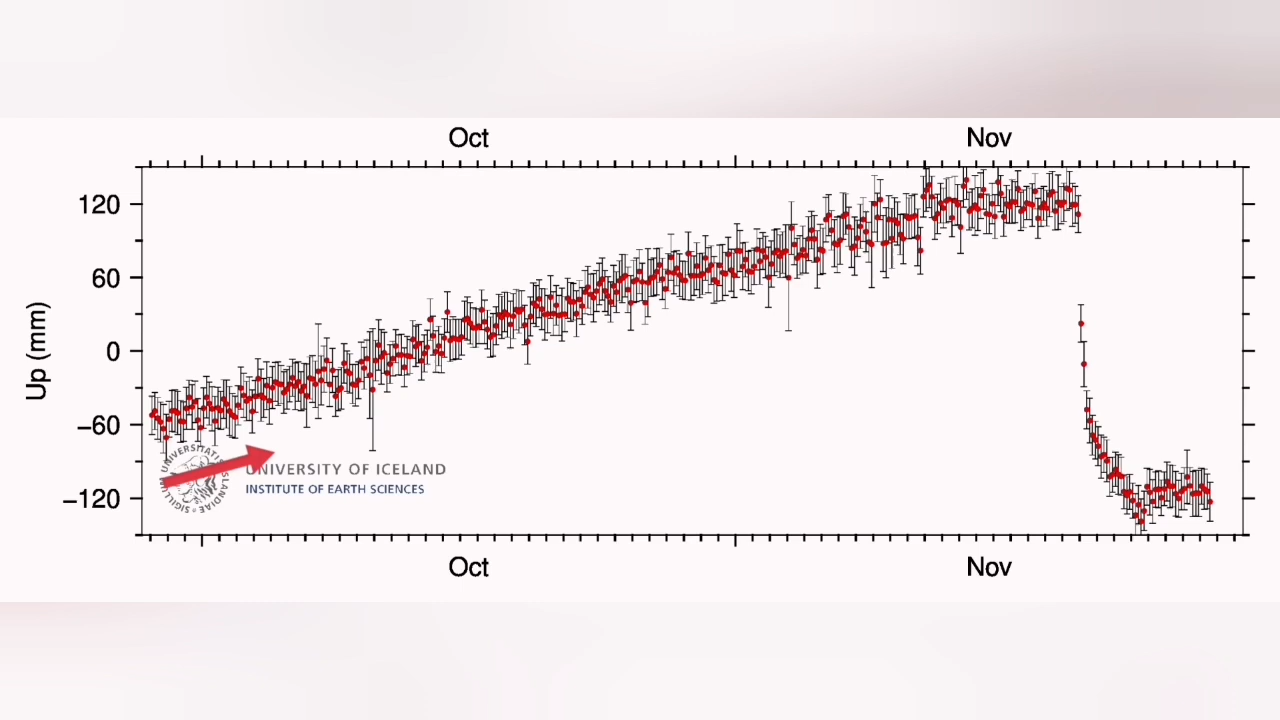 Oct Nov
120
60
0
−60
−120
Up (mm)
UNIVERSITY OF ICELAND
INSTITUTE OF EARTH SCIENCES
Oct Nov